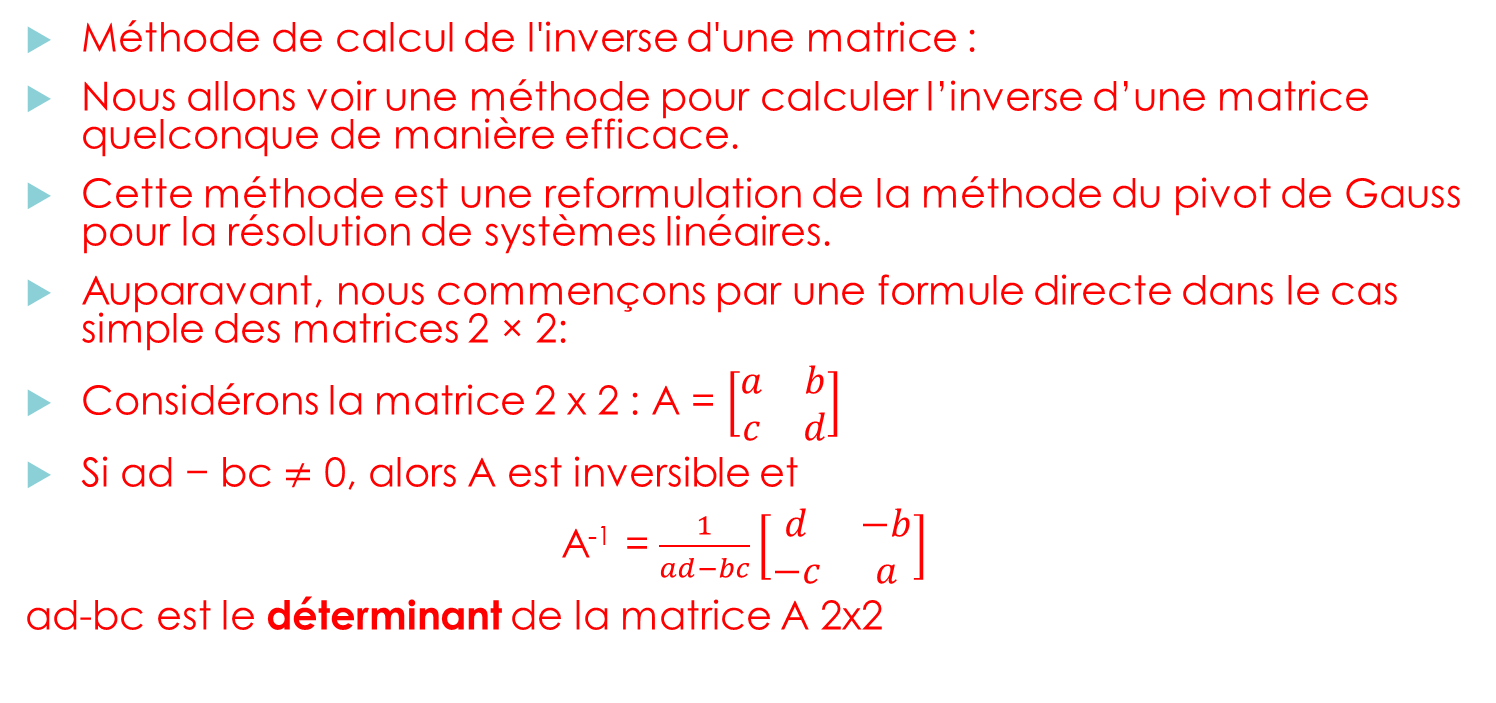 Méthode de calcul de l'inverse d'une matrice :
Nous allons voir une méthode pour calculer l’inverse d’une matrice
quelconque de manière efficace.
Cette méthode est une reformulation de la méthode du pivot de Gauss
pour la résolution de systèmes linéaires.
Auparavant, nous commençons par une formule directe dans le cas
simple des matrices 2 × 2:
Considérons la matrice 2 x 2 : A = [a b
c d]
Si ad − bc ≠ 0, alors A est inversible et
A-1 = 1/(ad−bc) [d −b
−c a]
ad-bc est le déterminant de la matrice A 2x2